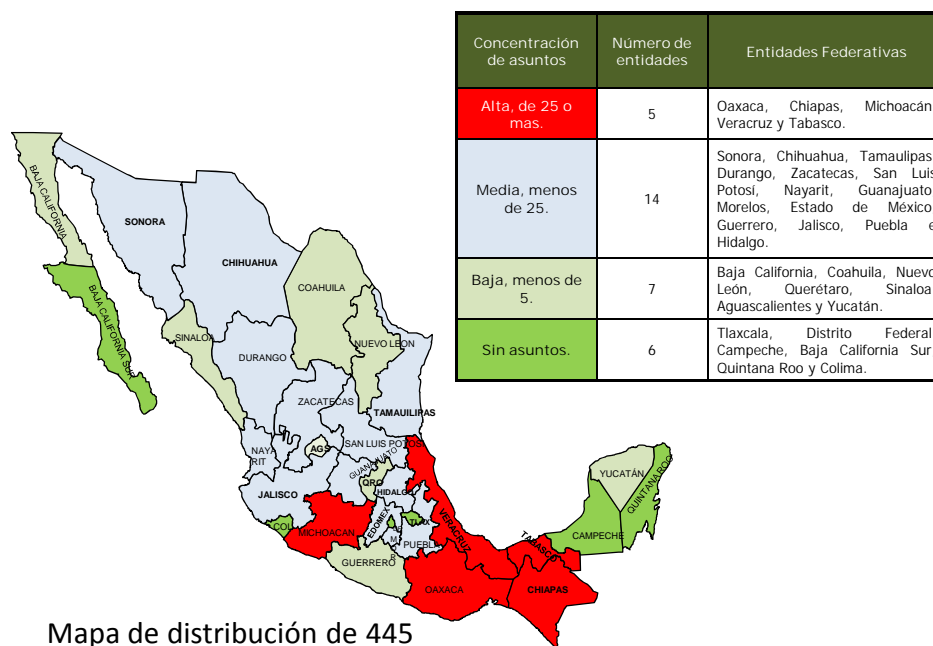 Concentración
de asuntos
Número de
entidades
Entidades Federativas
Alta, de 25 o
mas.
5
Oaxaca, Chiapas, Michoacán
Veracruz y Tabasco.
Media, menos
de 25.
14
Sonora, Chihuahua, Tamaulipas
Durango, Zacatecas, San Luis
Potosí, Nayarit, Guanajuato
Morelos, Estado de México
Guerrero, Jalisco, Puebla e
Hidalgo.
Baja, menos de
5.
7
Baja California, Coahuila, Nuevo
León, Querétaro, Sinaloa
Aguascalientes y Yucatán.
Sin asuntos.
6
Tlaxcala, Distrito Federal
Campeche, Baja California Sur
Quintana Roo y Colima.
BAJA CALIFORNIA
SONORA
CHIHUAHUA
COAHUILA
BAJA CALIFORNIA SUR
SINALOA
DURANGO
NUEVO LEON
ZACATECAS
TAMAUILIPAS
NAYA
RIT
AGS
SAN LUIS POTOSI
GUANAJUATO
QRO
HIDALGO
JALISCO
COL
MICHOACAN
EDOMEX
TLAX
PUEBLA
VERACRUZ
GUERRERO
OAXACA
TABASCO
CHIAPAS
YUCATÁN
QUINTANA ROO
CAMPECHE
Mapa de distribución de 445